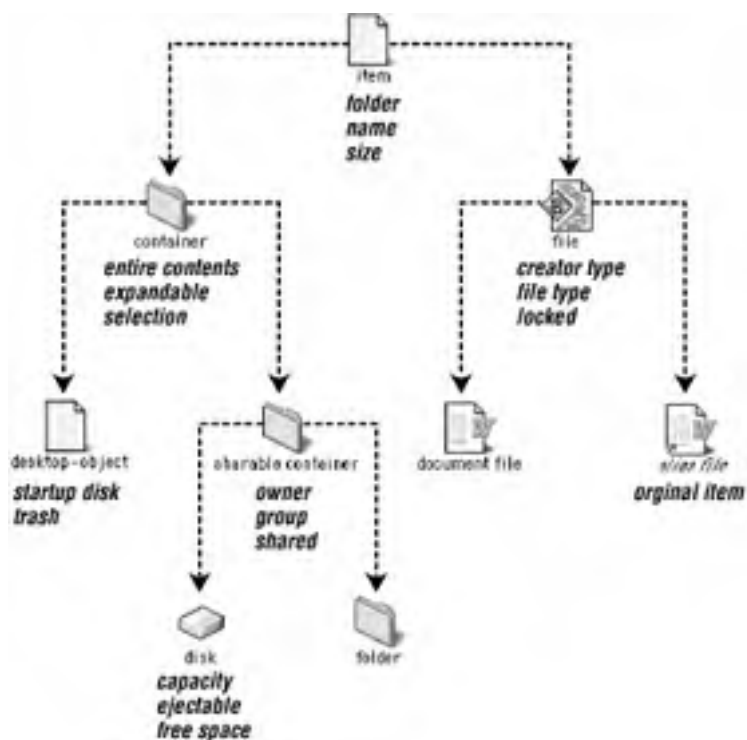 item
folder
name
size
container
entire contents
expandable
selection
file
creator type
file type
locked
desktop-object
startup disk
trash
sharable container
owner
group
shared
document file
alias file
orginal item
disk
capacity
ejectable
free space
folder